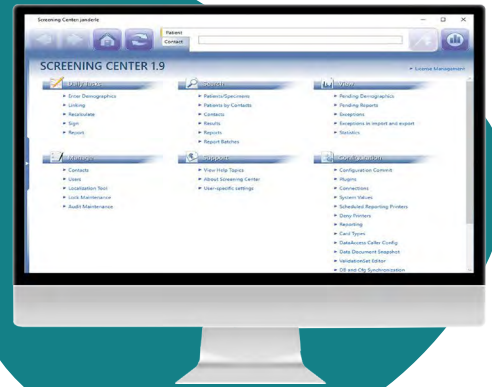 Screening Center: janderle
Patient
Contact
SCREENING CENTER 1.9
License Management
Daily Tasks
Enter Demographics
Linking
Recalculate
Sign
Report
Search
Patients/Specimens
Patients by Contacts
Contacts
Results
Reports
Report Batches
View
Pending Demographics
Pending Reports
Exceptions
Exceptions in import and export
Statistics
Manage
Contacts
Users
Localization Tool
Lock Maintenance
Audit Maintenance
Support
View Help Topics
About Screening Center
User-specific settings
Configuration
Configuration Commit
Plugins
Connections
System Values
Scheduled Reporting Printers
Deny Printers
Reporting
Card Types
DataAccess Caller Config
Data Document Snapshot
ValidationSet Editor
DB and Cfg Synchronization